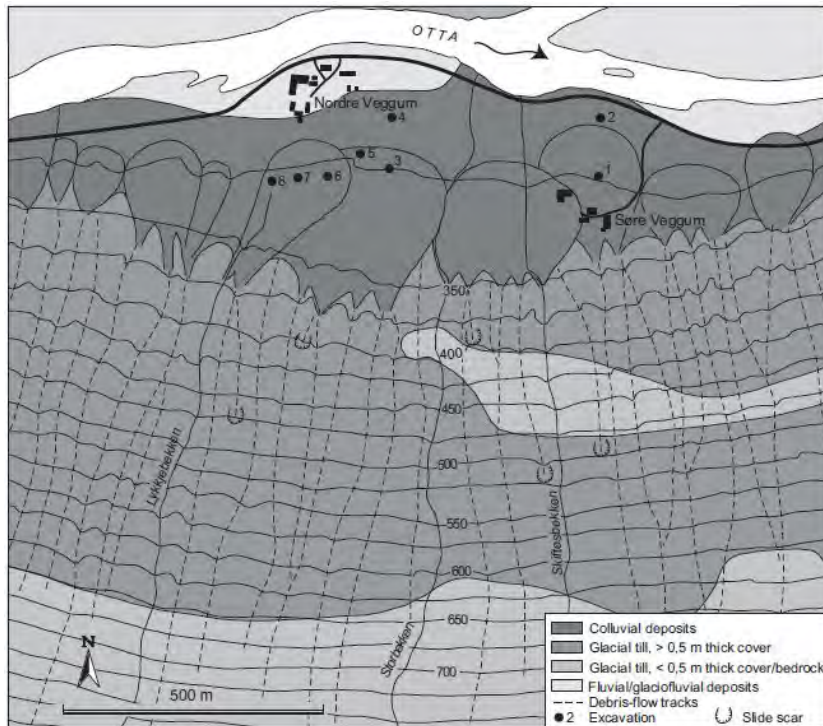 OTTA
Nordre Veggum
4
2
5
3
8
7
6
1
Søre Veggum
350
400
450
500
550
600
650
700
Lykkjebekken
Storbekken
Skiftesbekken
N
500 m
Colluvial deposits
Glacial till, > 0,5 m thick cover
Glacial till, < 0,5 m thick cover/bedrock
Fluvial/glaciofluvial deposits
Debris-flow tracks
2 Excavation Slide scar